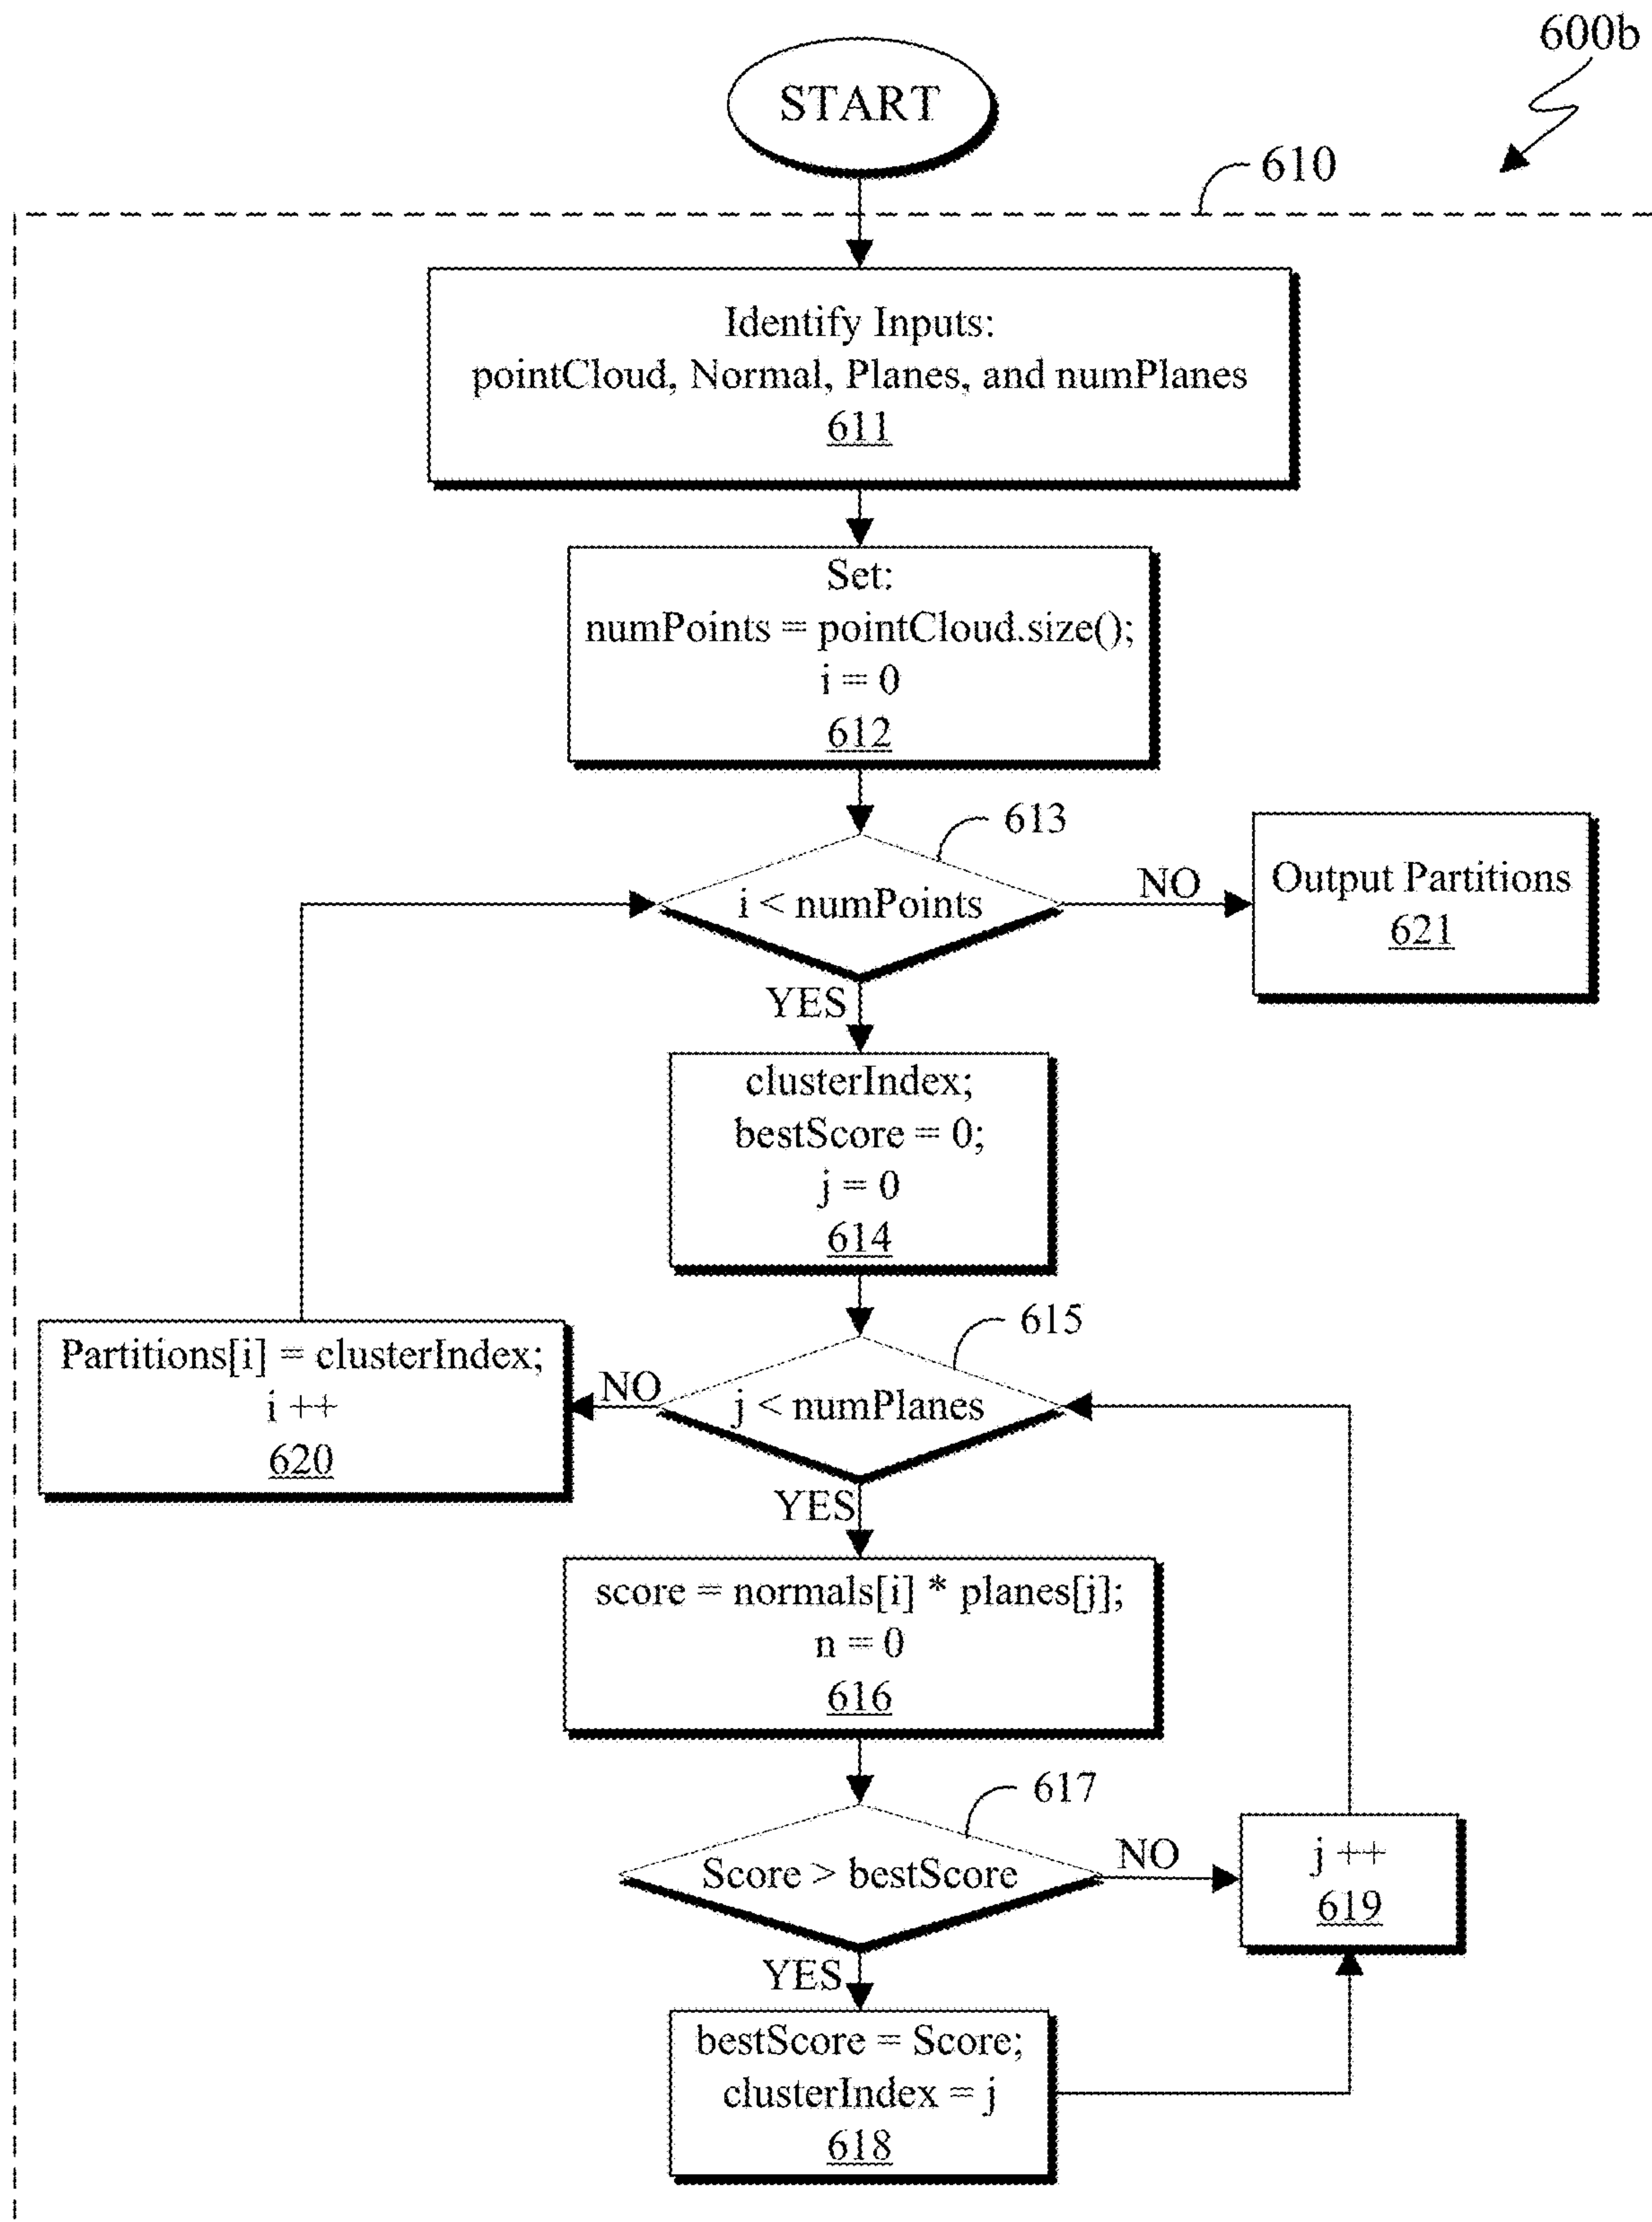 600b
START
610
Identify Inputs:
pointCloud, Normal, Planes, and numPlanes
611
Set:
numPoints = pointCloud.size();
i = 0
612
613
i < numPoints
NO
Output Partitions
621
YES
clusterIndex;
bestScore = 0;
j = 0
614
615
Partitions[i] = clusterIndex;
i ++
620
NO
j < numPlanes
YES
score = normals[i] * planes[j];
n = 0
616
617
Score > bestScore
NO
j ++
619
YES
bestScore = Score;
clusterIndex = j
618